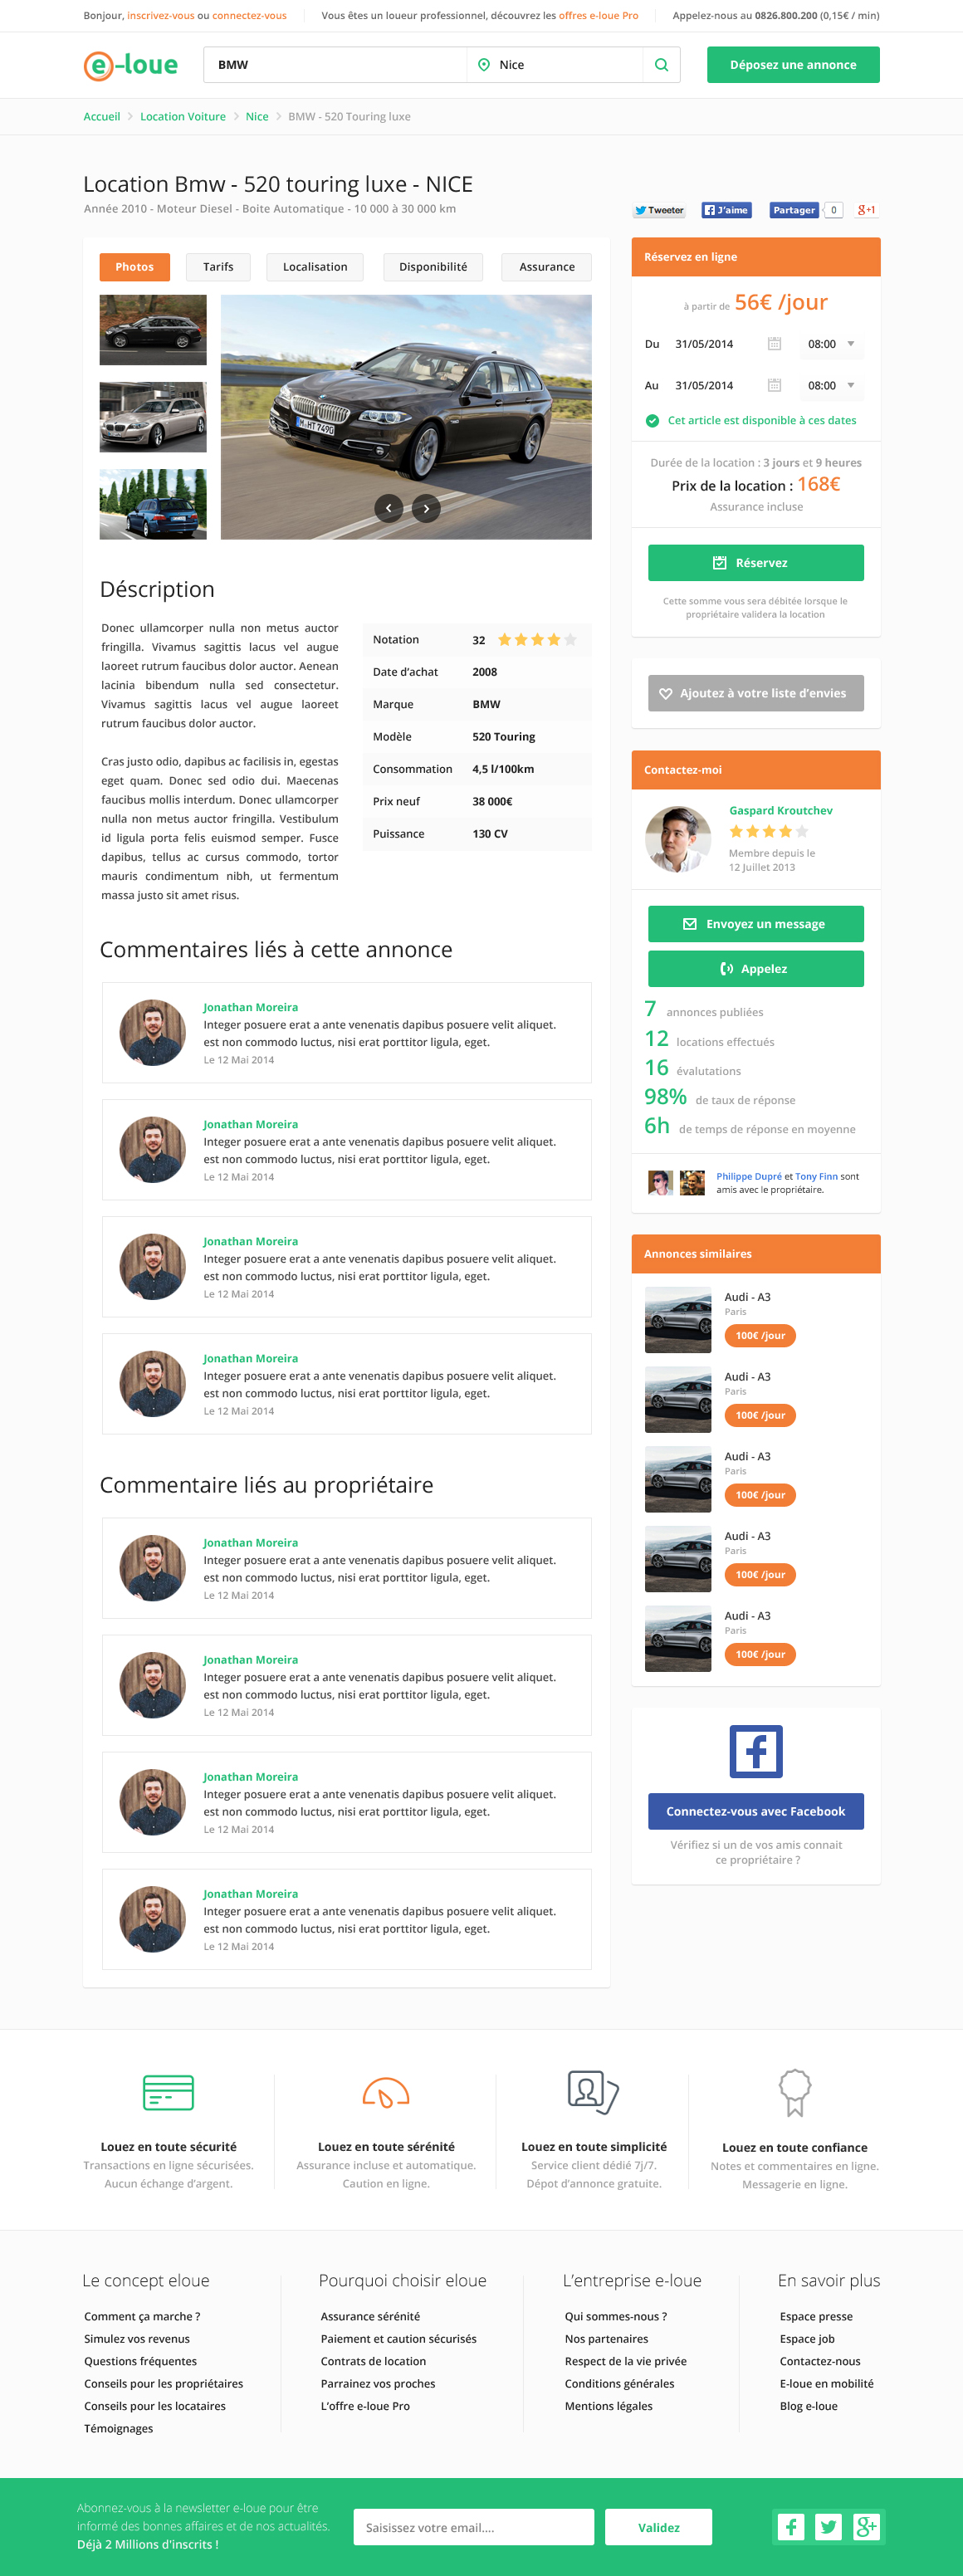 Bonjour, inscrivez-vous ou connectez-vous
Vous êtes un loueur professionnel, découvrez les offres e-loue Pro
Appelez-nous au 0826.800.200 (0,15€ / min)
e-loue
BMW
Nice
Déposez une annonce
Accueil
Location Voiture
Nice
BMW - 520 Touring luxe
Location Bmw - 520 touring luxe - NICE
Année 2010 - Moteur Diesel - Boite Automatique - 10 000 à 30 000 km
Tweeter
J'aime
Partager
0
g+1
Photos
Tarifs
Localisation
Disponibilité
Assurance
M·HT 7490
Déscription
Donec ullamcorper nulla non metus auctor
fringilla. Vivamus sagittis lacus vel augue
laoreet rutrum faucibus dolor auctor. Aenean
lacinia bibendum nulla sed consectetur.
Vivamus sagittis lacus vel augue laoreet
rutrum faucibus dolor auctor.
Cras justo odio, dapibus ac facilisis in, egestas
eget quam. Donec sed odio dui. Maecenas
faucibus mollis interdum. Donec ullamcorper
nulla non metus auctor fringilla. Vestibulum
id ligula porta felis euismod semper. Fusce
dapibus, tellus ac cursus commodo, tortor
mauris condimentum nibh, ut fermentum
massa justo sit amet risus.
Notation 32
Date d'achat 2008
Marque BMW
Modèle 520 Touring
Consommation 4,5 l/100km
Prix neuf 38 000€
Puissance 130 CV
Commentaires liés à cette annonce
Jonathan Moreira
Integer posuere erat a ante venenatis dapibus posuere velit aliquet.
est non commodo luctus, nisi erat porttitor ligula, eget.
Le 12 Mai 2014
Jonathan Moreira
Integer posuere erat a ante venenatis dapibus posuere velit aliquet.
est non commodo luctus, nisi erat porttitor ligula, eget.
Le 12 Mai 2014
Jonathan Moreira
Integer posuere erat a ante venenatis dapibus posuere velit aliquet.
est non commodo luctus, nisi erat porttitor ligula, eget.
Le 12 Mai 2014
Jonathan Moreira
Integer posuere erat a ante venenatis dapibus posuere velit aliquet.
est non commodo luctus, nisi erat porttitor ligula, eget.
Le 12 Mai 2014
Commentaire liés au propriétaire
Jonathan Moreira
Integer posuere erat a ante venenatis dapibus posuere velit aliquet.
est non commodo luctus, nisi erat porttitor ligula, eget.
Le 12 Mai 2014
Jonathan Moreira
Integer posuere erat a ante venenatis dapibus posuere velit aliquet.
est non commodo luctus, nisi erat porttitor ligula, eget.
Le 12 Mai 2014
Jonathan Moreira
Integer posuere erat a ante venenatis dapibus posuere velit aliquet.
est non commodo luctus, nisi erat porttitor ligula, eget.
Le 12 Mai 2014
Jonathan Moreira
Integer posuere erat a ante venenatis dapibus posuere velit aliquet.
est non commodo luctus, nisi erat porttitor ligula, eget.
Le 12 Mai 2014
Réservez en ligne
à partir de 56€ /jour
Du 31/05/2014 08:00
Au 31/05/2014 08:00
Cet article est disponible à ces dates
Durée de la location : 3 jours et 9 heures
Prix de la location : 168€
Assurance incluse
Réservez
Cette somme vous sera débitée lorsque le
propriétaire validera la location
Ajoutez à votre liste d'envies
Contactez-moi
Gaspard Kroutchev
Membre depuis le
12 Juillet 2013
Envoyez un message
Appelez
7 annonces publiées
12 locations effectués
16 évalutations
98% de taux de réponse
6h de temps de réponse en moyenne
Philippe Dupré et Tony Finn sont
amis avec le propriétaire.
Annonces similaires
Audi - A3
Paris
100€ /jour
Audi - A3
Paris
100€ /jour
Audi - A3
Paris
100€ /jour
Audi - A3
Paris
100€ /jour
Audi - A3
Paris
100€ /jour
Connectez-vous avec Facebook
Vérifiez si un de vos amis connait
ce propriétaire ?
Louez en toute sécurité
Transactions en ligne sécurisées.
Aucun échange d'argent.
Louez en toute sérénité
Assurance incluse et automatique.
Caution en ligne.
Louez en toute simplicité
Service client dédié 7j/7.
Dépot d'annonce gratuite.
Louez en toute confiance
Notes et commentaires en ligne.
Messagerie en ligne.
Le concept eloue
Comment ça marche ?
Simulez vos revenus
Questions fréquentes
Conseils pour les propriétaires
Conseils pour les locataires
Témoignages
Pourquoi choisir eloue
Assurance sérénité
Paiement et caution sécurisés
Contrats de location
Parrainez vos proches
L'offre e-loue Pro
L'entreprise e-loue
Qui sommes-nous ?
Nos partenaires
Respect de la vie privée
Conditions générales
Mentions légales
En savoir plus
Espace presse
Espace job
Contactez-nous
E-loue en mobilité
Blog e-loue
Abonnez-vous à la newsletter e-loue pour être
informé des bonnes affaires et de nos actualités.
Déjà 2 Millions d'inscrits !
Saisissez votre email....
Validez